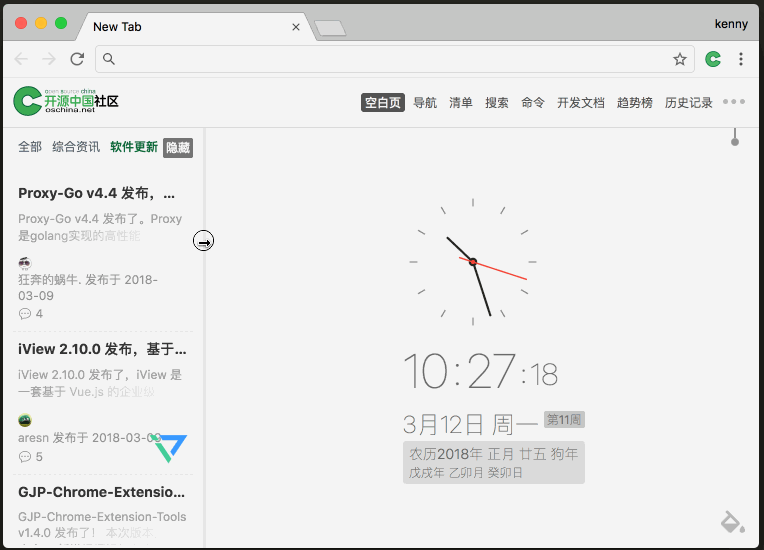 New Tab
kenny
open source china
开源中国社区
oschina.net
空白页 导航 清单 搜索 命令 开发文档 趋势榜 历史记录
全部 综合资讯 软件更新 隐藏
Proxy-Go v4.4 发布，...
Proxy-Go v4.4 发布了。Proxy
是golang实现的高性能
狂奔的蜗牛. 发布于 2018-
03-09
4
iView 2.10.0 发布，基于...
iView 2.10.0 发布了，iView 是
一套基于 Vue.js 的企业级
aresn 发布于 2018-03-09
5
GJP-Chrome-Extensio...
GJP-Chrome-Extension-Tools
v1.4.0 发布了！ 本次版本
10:27:18
3月12日 周一 第11周
农历2018年 正月 廿五 狗年
戊戌年 乙卯月 癸卯日